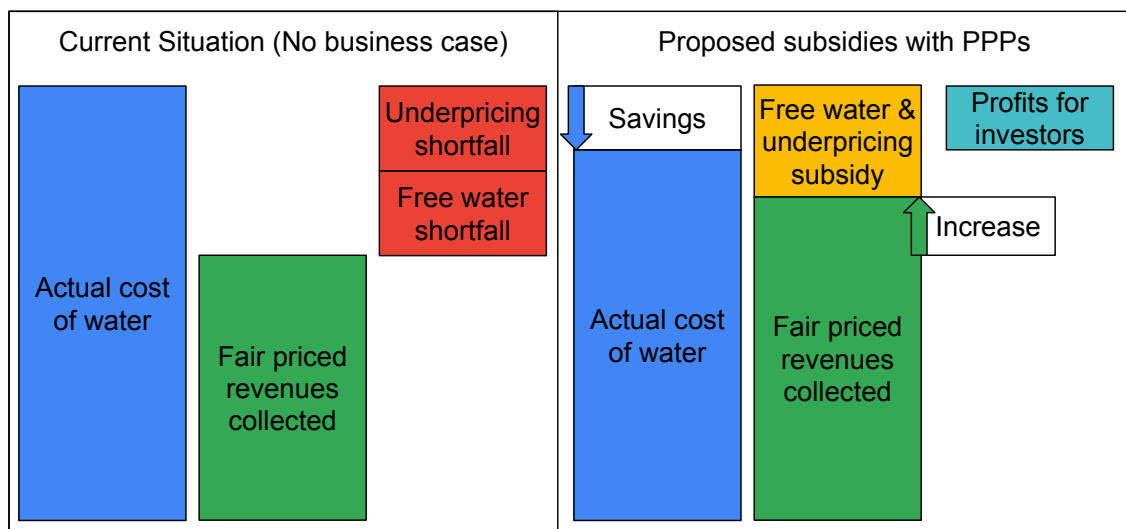 Current Situation (No business case)
Actual cost
of water
Fair priced
revenues
collected
Underpricing
shortfall
Free water
shortfall
Proposed subsidies with PPPs
Savings
Actual cost
of water
Free water &
underpricing
subsidy
Fair priced
revenues
collected
Profits for
investors
Increase